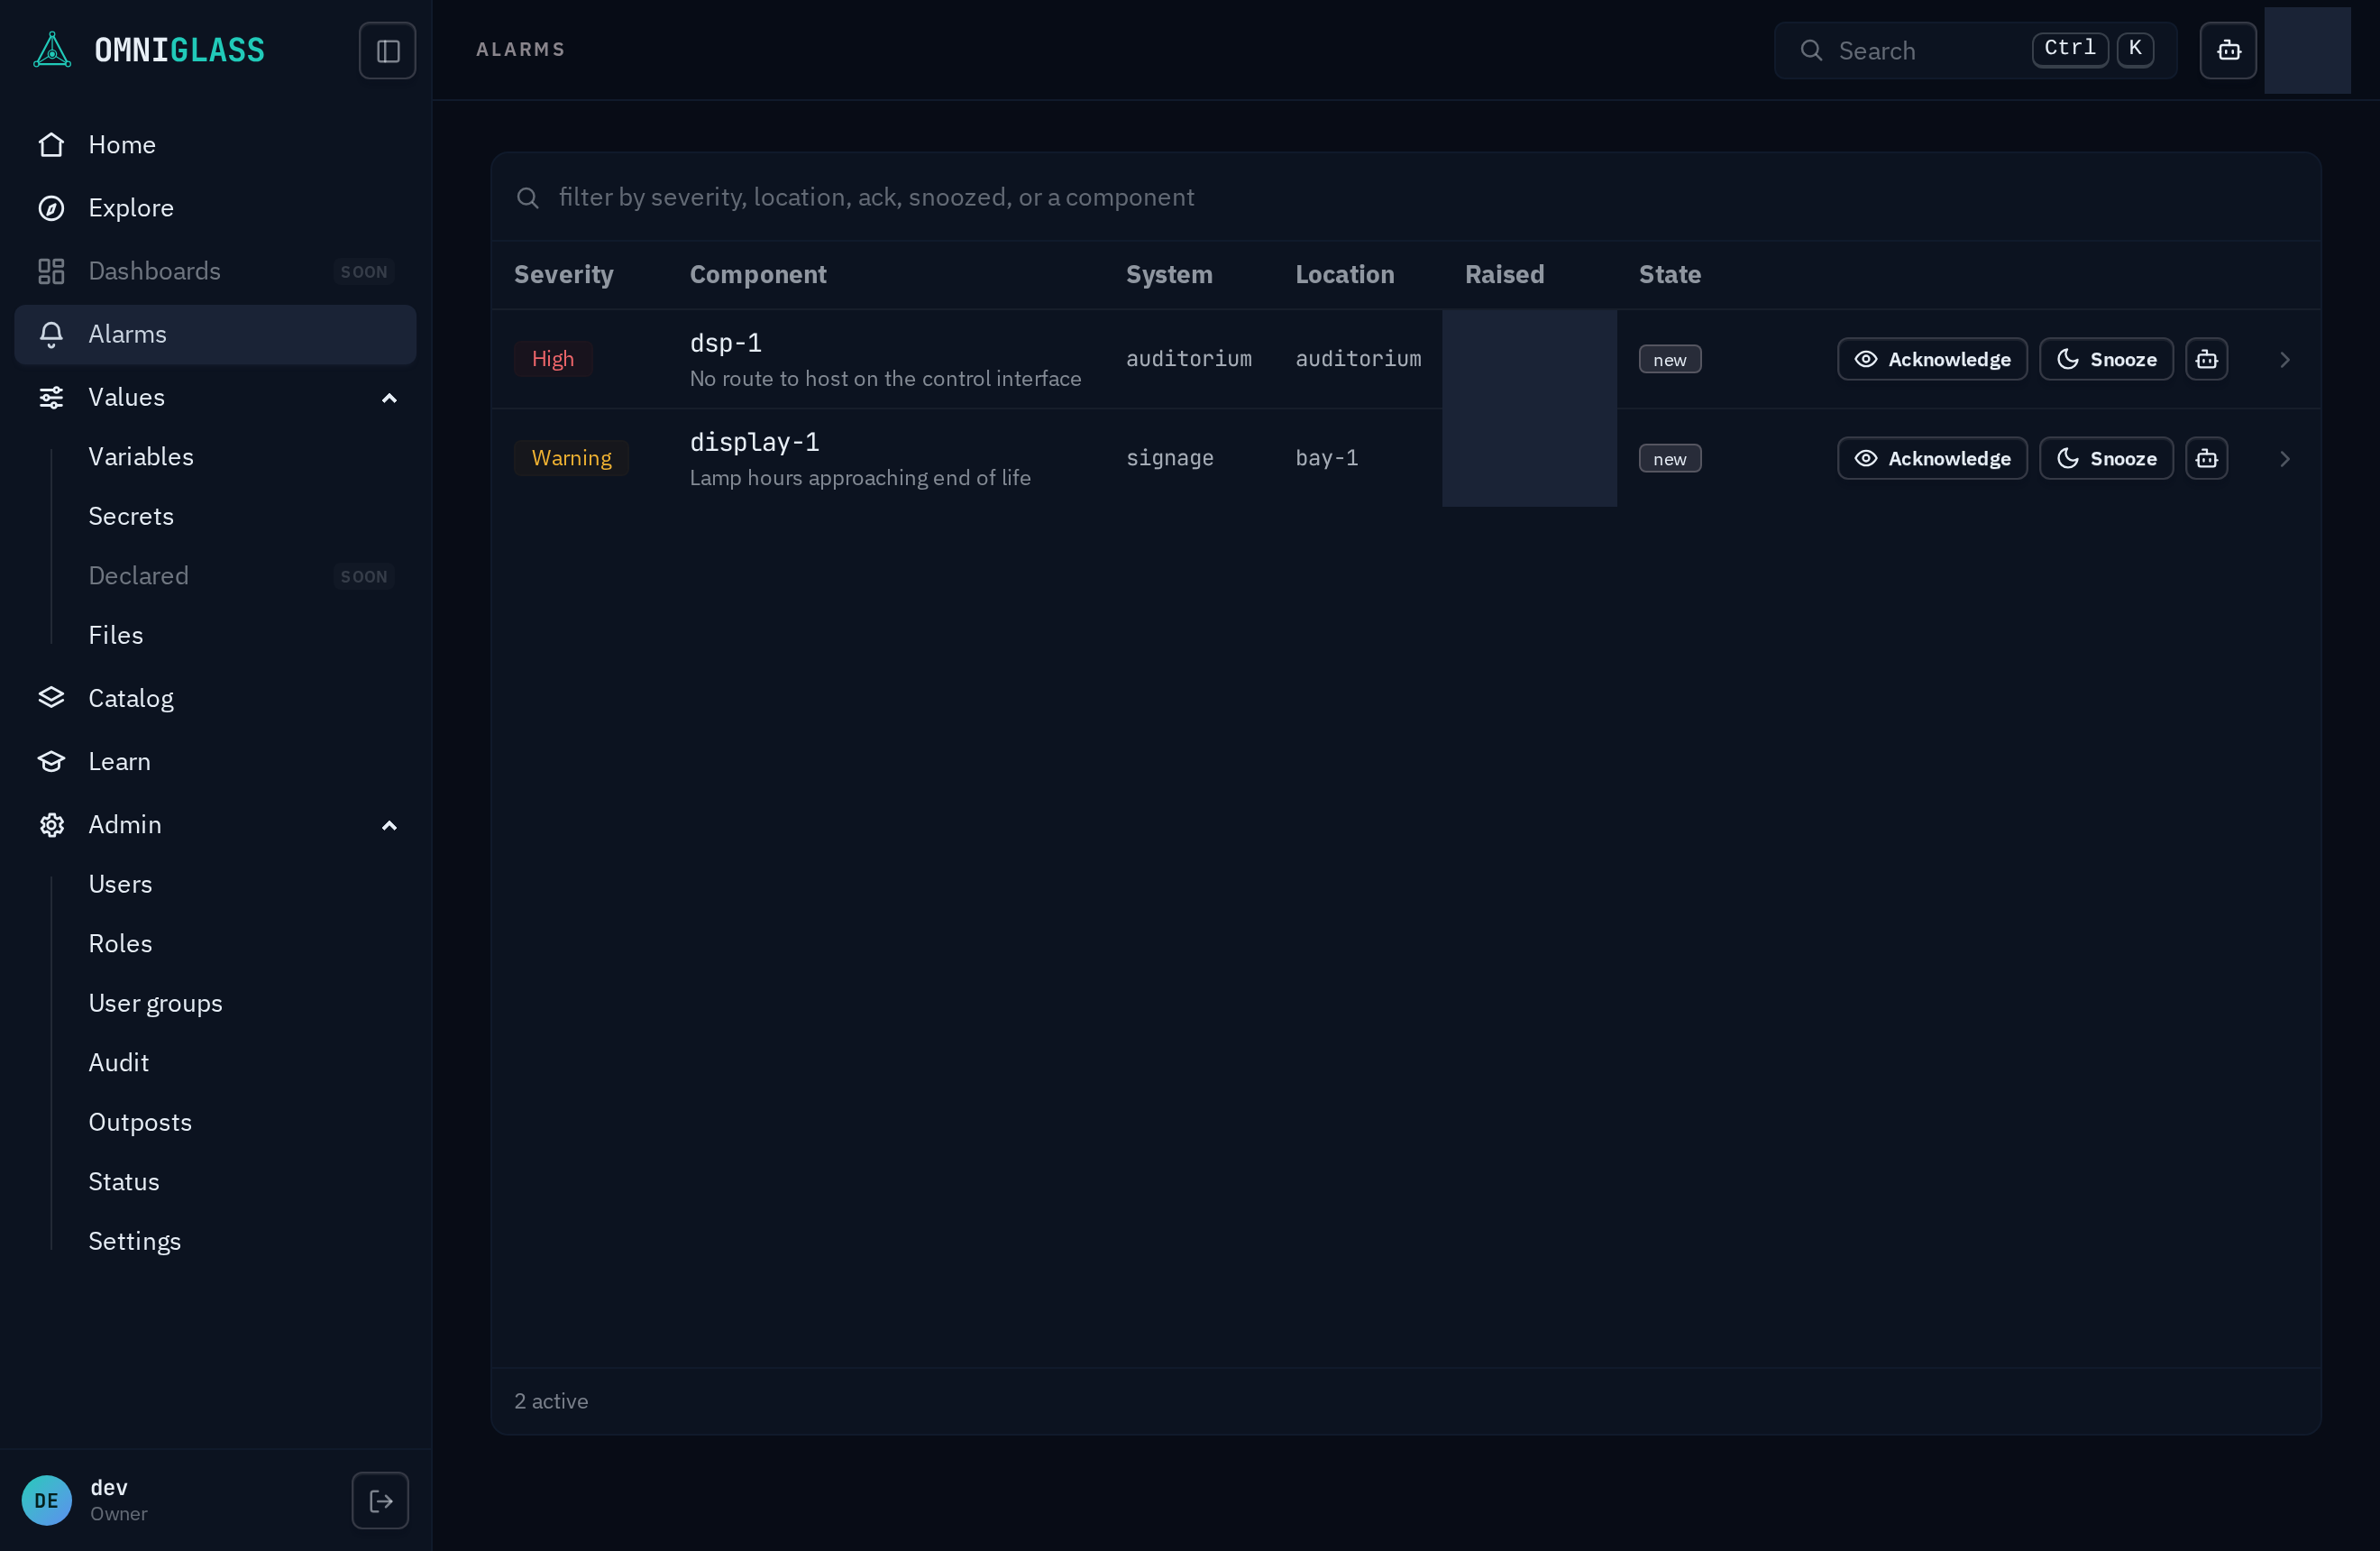 OMNIGLASS
ALARMS
Search Ctrl K
Home
Explore
Dashboards SOON
Alarms
Values
Variables
Secrets
Declared SOON
Files
Catalog
Learn
Admin
Users
Roles
User groups
Audit
Outposts
Status
Settings
DE dev
Owner
filter by severity, location, ack, snoozed, or a component
Severity Component System Location Raised State
High dsp-1 auditorium auditorium new Acknowledge Snooze
No route to host on the control interface
Warning display-1 signage bay-1 new Acknowledge Snooze
Lamp hours approaching end of life
2 active